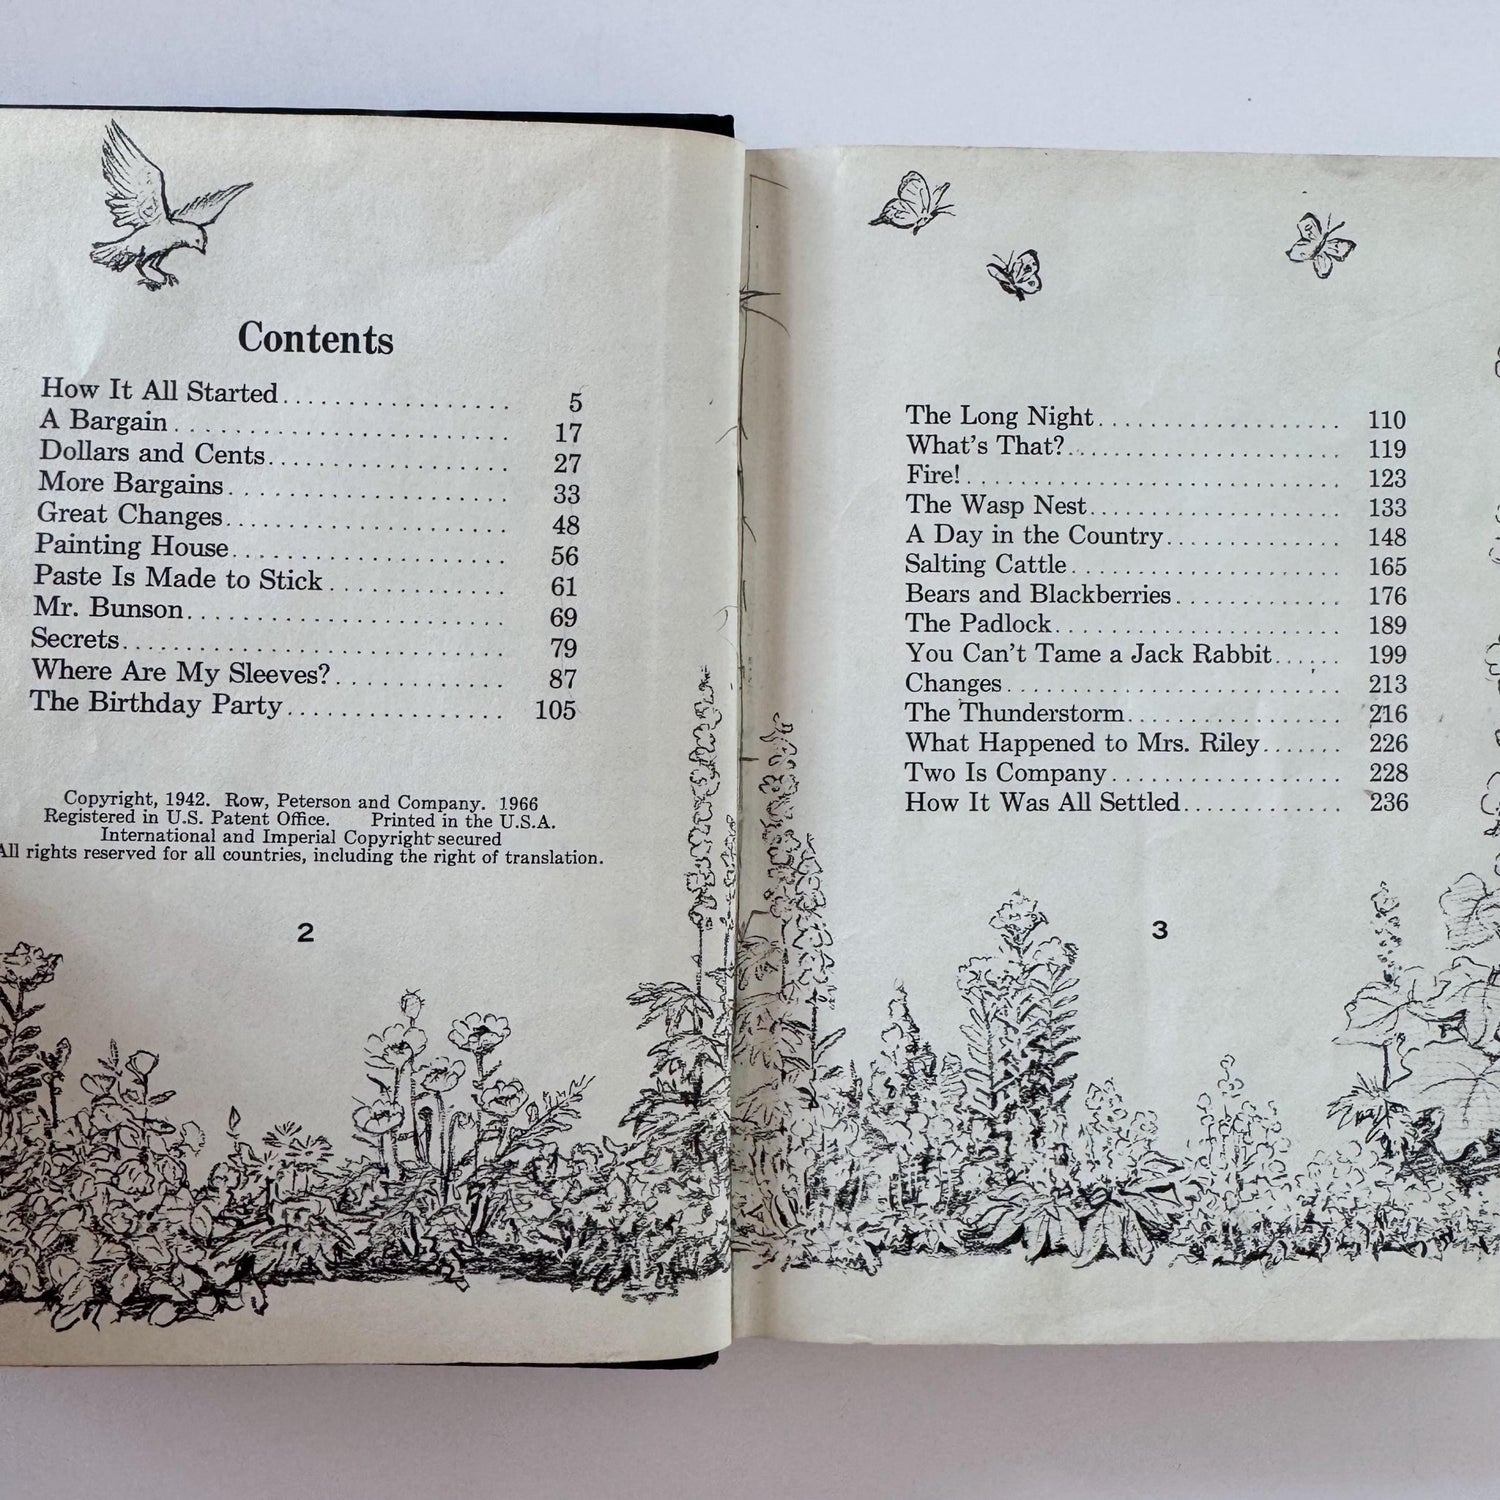 Contents
How It All Started................. 5
A Bargain.......................... 17
Dollars and Cents................... 27
More Bargains...................... 33
Great Changes...................... 48
Painting House..................... 56
Paste Is Made to Stick.............. 61
Mr. Bunson......................... 69
Secrets............................. 79
Where Are My Sleeves?............. 87
The Birthday Party................. 105
Copyright, 1942. Row, Peterson and Company. 1966
Registered in U.S. Patent Office. Printed in the U.S.A.
International and Imperial Copyright secured
All rights reserved for all countries, including the right of translation.
2
The Long Night................... 110
What's That?..................... 119
Fire!............................. 123
The Wasp Nest.................... 133
A Day in the Country.............. 148
Salting Cattle..................... 165
Bears and Blackberries............. 176
The Padlock...................... 189
You Can't Tame a Jack Rabbit...... 199
Changes.......................... 213
The Thunderstorm................. 216
What Happened to Mrs. Riley....... 226
Two Is Company.................. 228
How It Was All Settled............. 236
3